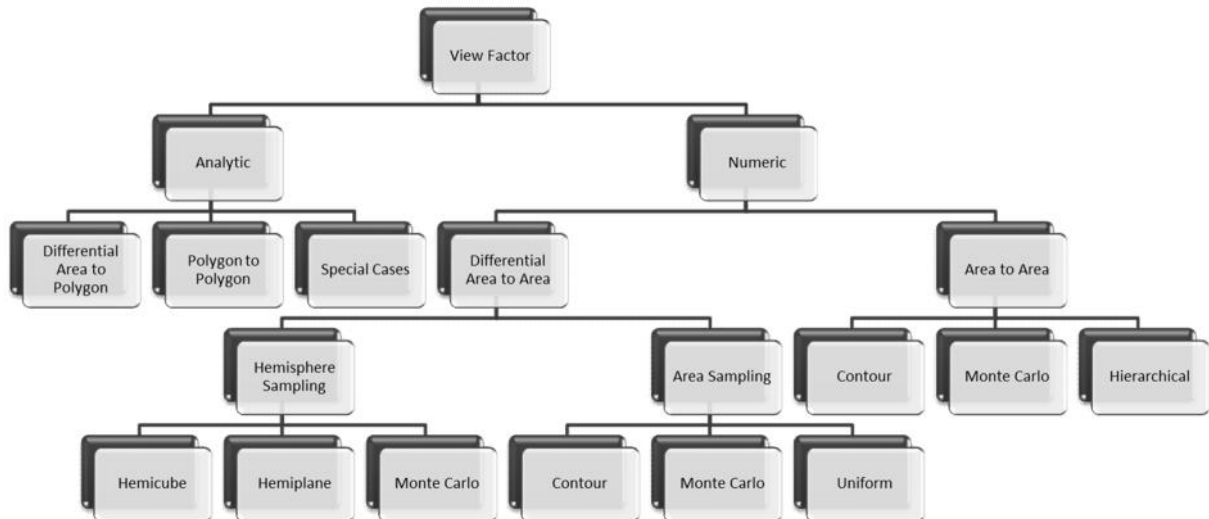 View Factor
Analytic
Numeric
Differential
Area to
Polygon
Polygon to
Polygon
Special Cases
Differential
Area to Area
Area to Area
Hemisphere
Sampling
Area Sampling
Contour
Monte Carlo
Hierarchical
Hemicube
Hemiplane
Monte Carlo
Contour
Monte Carlo
Uniform